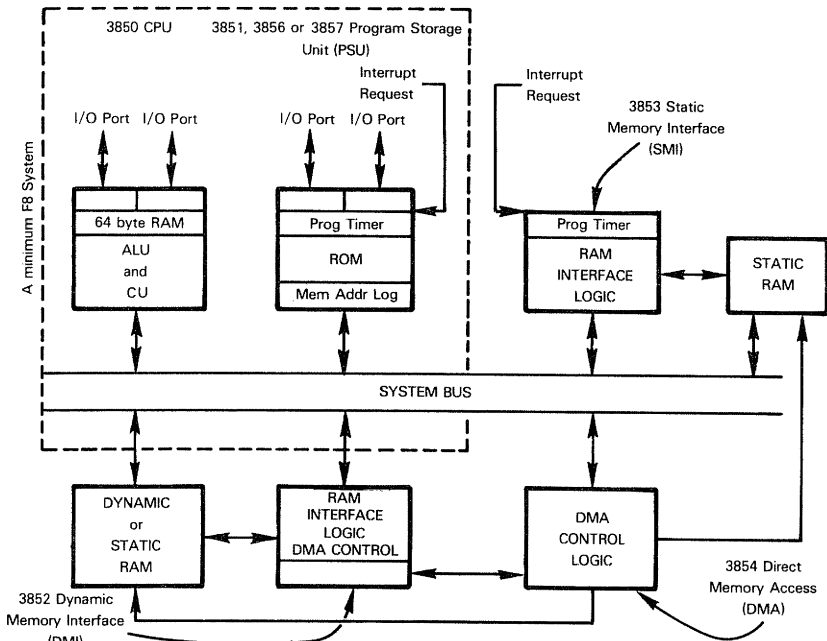 3850 CPU
3851, 3856 or 3857 Program Storage
Unit (PSU)
Interrupt
Request
Interrupt
Request
3853 Static
Memory Interface
(SMI)
I/O Port
I/O Port
I/O Port
I/O Port
A minimum F8 System
64 byte RAM
ALU
and
CU
Prog Timer
ROM
Mem Addr Log
Prog Timer
RAM
INTERFACE
LOGIC
STATIC
RAM
SYSTEM BUS
DYNAMIC
or
STATIC
RAM
RAM
INTERFACE
LOGIC
DMA CONTROL
DMA
CONTROL
LOGIC
3852 Dynamic
Memory Interface
(DMI)
3854 Direct
Memory Access
(DMA)